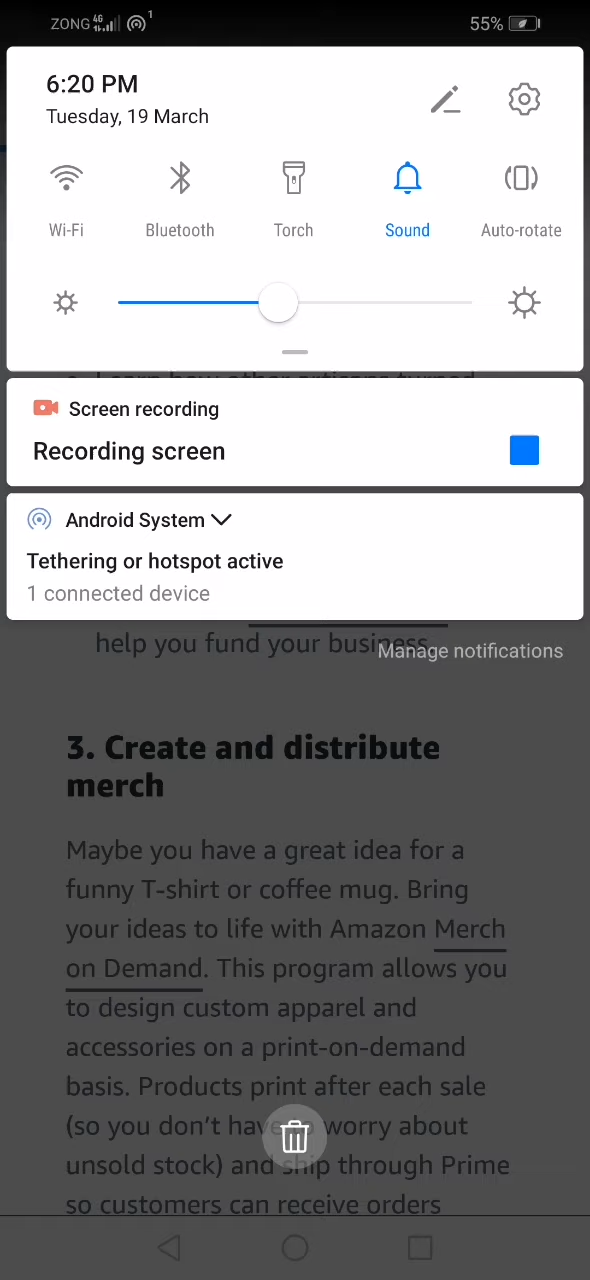 ZONG 4G 1 55%
6:20 PM
Tuesday, 19 March
Wi-Fi Bluetooth Torch Sound Auto-rotate
Screen recording
Recording screen
Android System
Tethering or hotspot active
1 connected device
help you fund your business.
Manage notifications
3. Create and distribute
merch
Maybe you have a great idea for a
funny T-shirt or coffee mug. Bring
your ideas to life with Amazon Merch
on Demand. This program allows you
to design custom apparel and
accessories on a print-on-demand
basis. Products print after each sale
(so you don't have worry about
unsold stock) and ship through Prime
so customers can receive orders